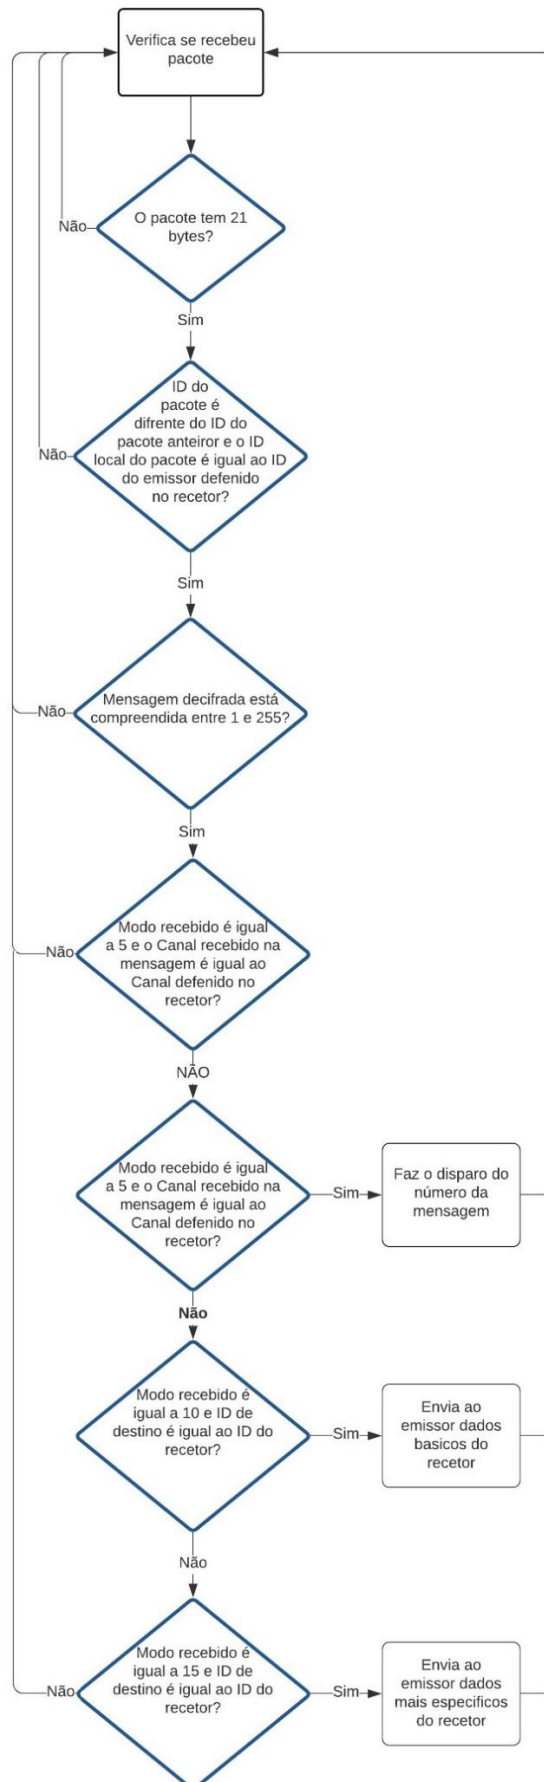 Verifica se recebeu
pacote
O pacote tem 21
bytes?
Não
Sim
ID do
pacote é
difrente do ID do
pacote anteiror e o ID
local do pacote é igual ao ID
do emissor defenido
no recetor?
Não
Sim
Mensagem decifrada está
compreendida entre 1 e 255?
Não
Sim
Modo recebido é igual
a 5 e o Canal recebido na
mensagem é igual ao
Canal defenido no
recetor?
Não
NÃO
Modo recebido é igual
a 5 e o Canal recebido na
mensagem é igual ao
Canal defenido no
recetor?
Sim
Faz o disparo do
número da
mensagem
Não
Modo recebido é
igual a 10 e ID de
destino é igual ao ID do
recetor?
Sim
Envia ao
emissor dados
basicos do
recetor
Não
Modo recebido é
igual a 15 e ID de
destino é igual ao ID do
recetor?
Não
Sim
Envia ao
emissor dados
mais especificos
do recetor